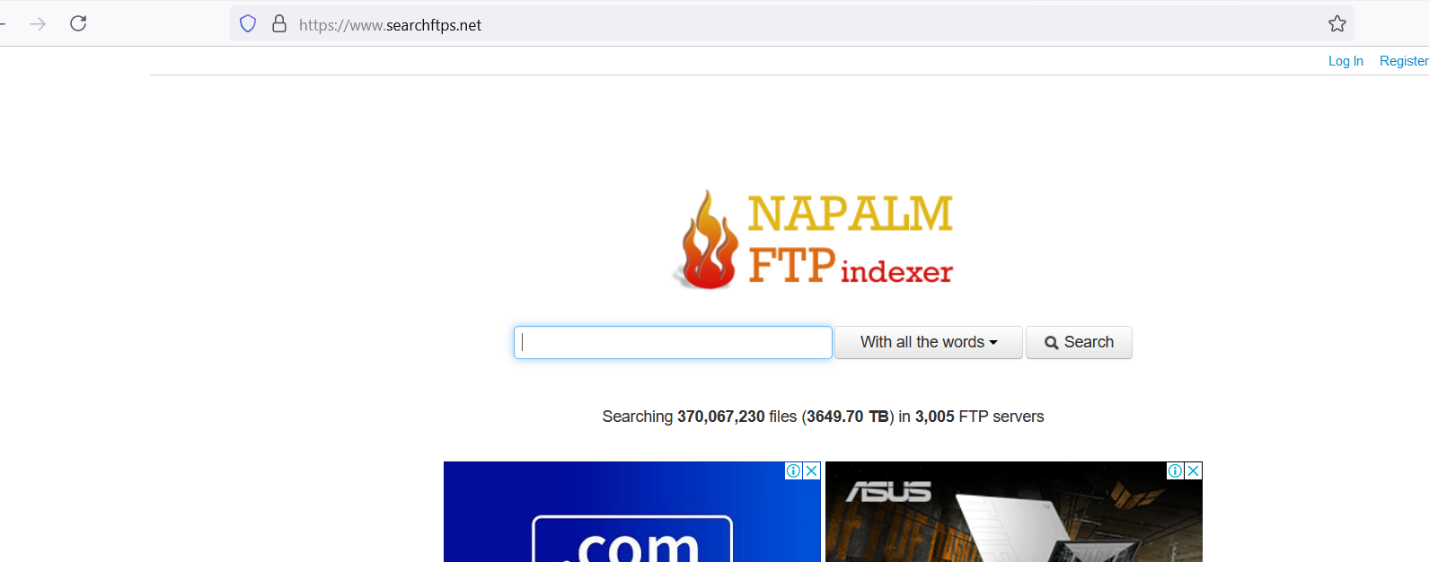 https://www.searchftps.net
Log In Register
NAPALM
FTP indexer
With all the words Search
Searching 370,067,230 files (3649.70 TB) in 3,005 FTP servers
.com
ASUS